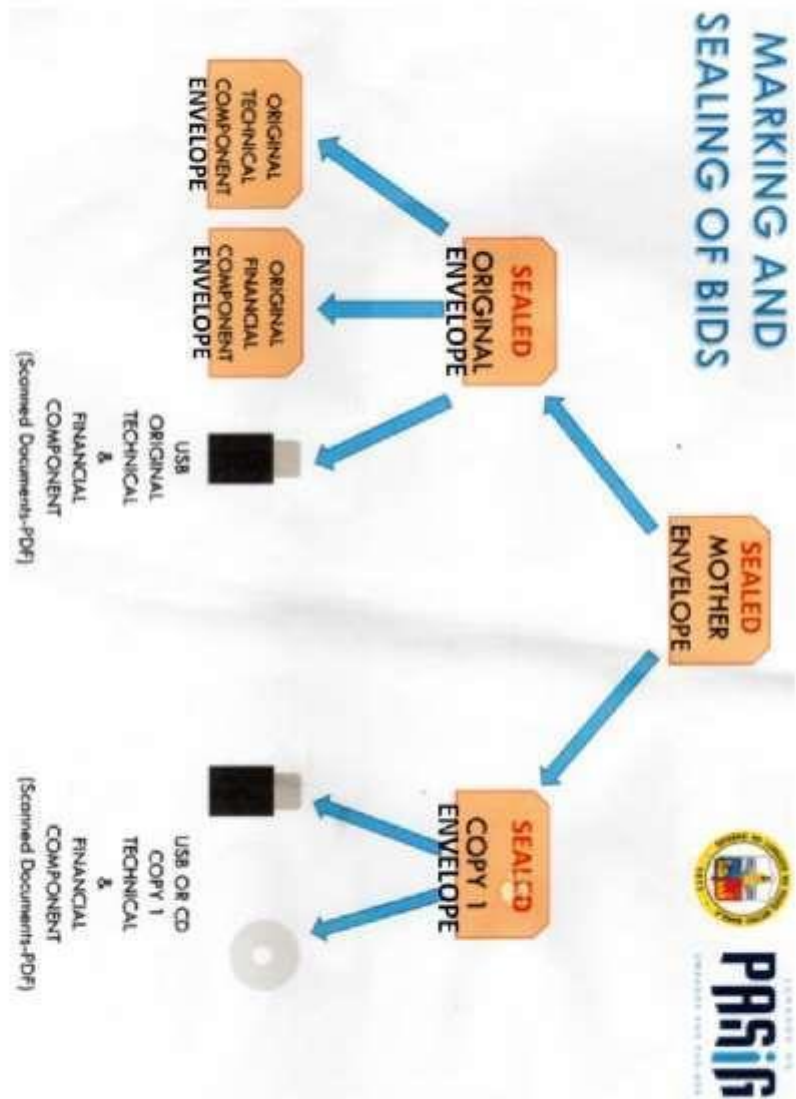 MARKING AND
SEALING OF BIDS
PASIG
SEALED
MOTHER
ENVELOPE
SEALED
ORIGINAL
ENVELOPE
SEALED
COPY 1
ENVELOPE
ORIGINAL
TECHNICAL
COMPONENT
ENVELOPE
ORIGINAL
FINANCIAL
COMPONENT
ENVELOPE
USB
ORIGINAL
TECHNICAL
&
FINANCIAL
COMPONENT
(Scanned Documents-PDF)
USB OR CD
COPY 1
TECHNICAL
&
FINANCIAL
COMPONENT
(Scanned Documents-PDF)